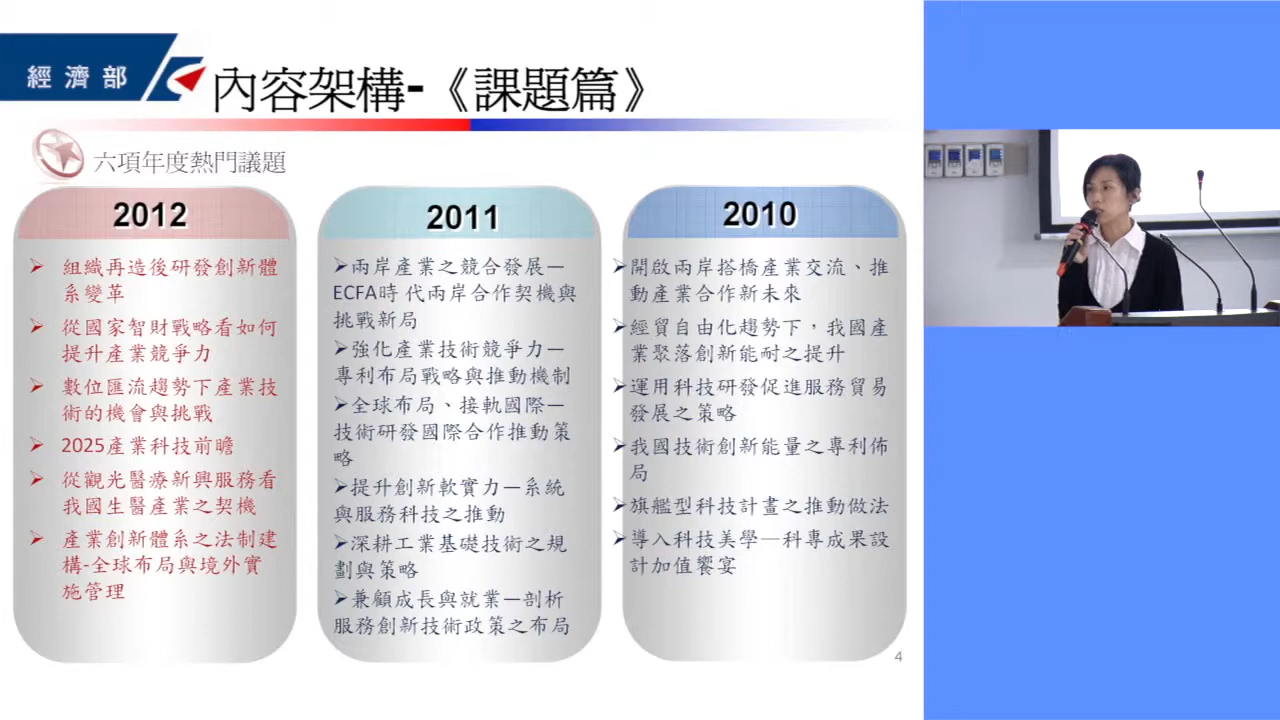 經濟部
內容架構-《課題篇》
六項年度熱門議題
2012
➢ 組織再造後研發創新體
系變革
➢ 從國家智財戰略看如何
提升產業競爭力
➢ 數位匯流趨勢下產業技
術的機會與挑戰
➢ 2025產業科技前瞻
➢ 從觀光醫療新興服務看
我國生醫產業之契機
➢ 產業創新體系之法制建
構-全球布局與境外實
施管理
2011
➢兩岸產業之競合發展—
ECFA時代兩岸合作契機與
挑戰新局
➢強化產業技術競爭力—
專利布局戰略與推動機制
➢全球布局、接軌國際—
技術研發國際合作推動策
略
➢提升創新軟實力—系統
與服務科技之推動
➢深耕工業基礎技術之規
劃與策略
➢兼顧成長與就業—剖析
服務創新技術政策之布局
2010
➢開啟兩岸搭橋產業交流、推
動產業合作新未來
➢經貿自由化趨勢下，我國產
業聚落創新能耐之提升
➢運用科技研發促進服務貿易
發展之策略
➢我國技術創新能量之專利佈
局
➢旗艦型科技計畫之推動做法
➢導入科技美學—科專成果設
計加值饗宴
4